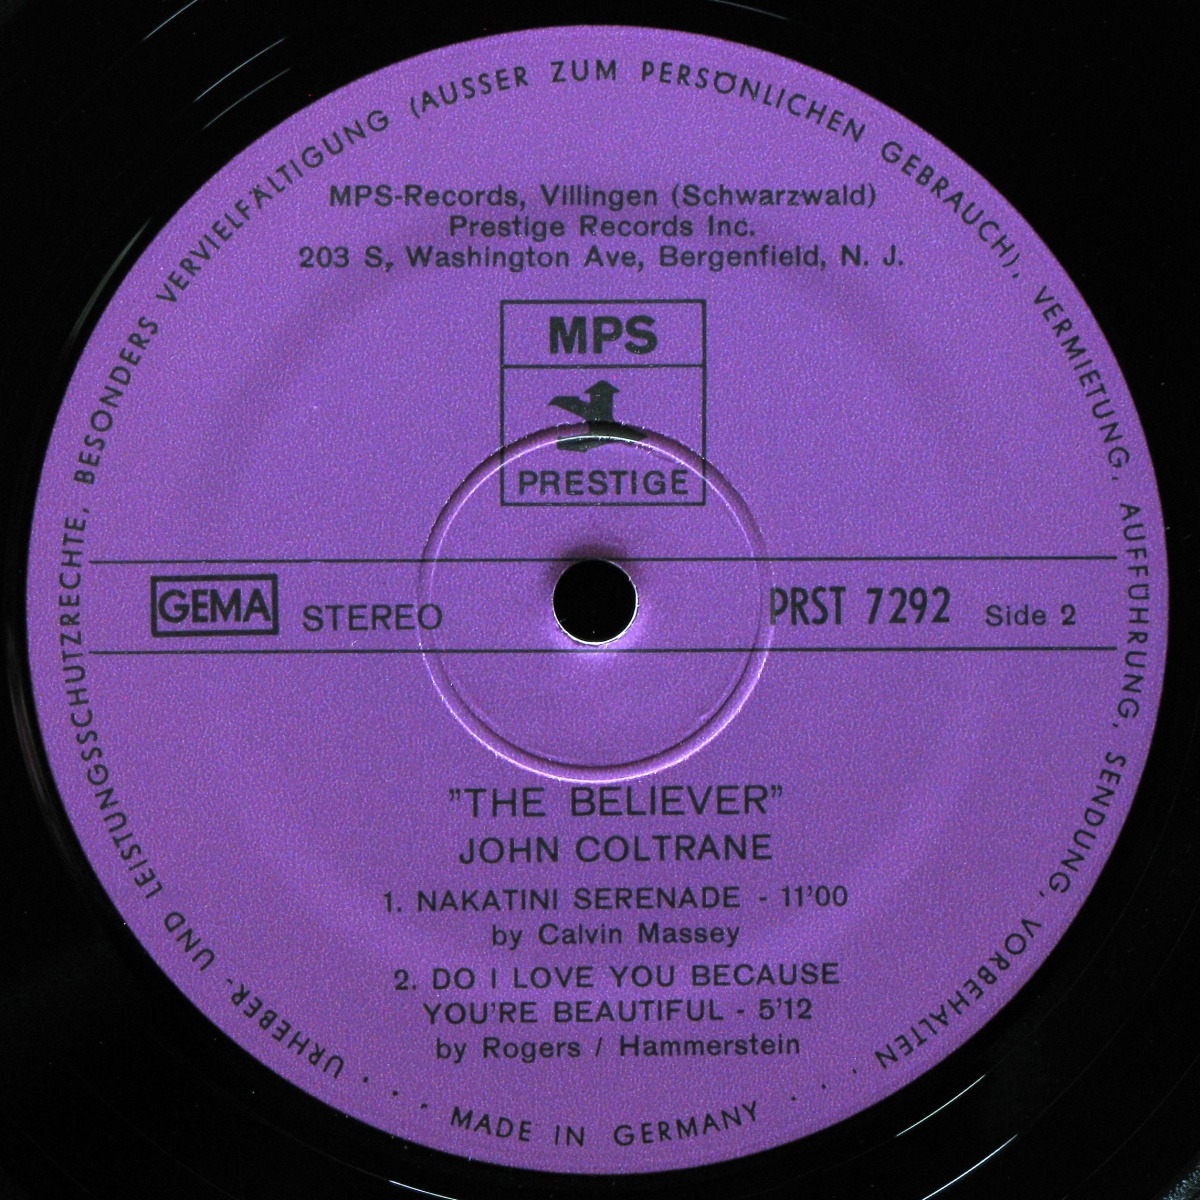 URHEBER- UND LEISTUNGSSCHUTZRECHTE, BESONDERS VERVIELFÄLTIGUNG (AUSSER ZUM PERSÖNLICHEN GEBRAUCH), VERMIETUNG, AUFFÜHRUNG, SENDUNG, VORBEHALTEN
MPS-Records, Villingen (Schwarzwald)
Prestige Records Inc.
203 S, Washington Ave, Bergenfield, N. J.
MPS
PRESTIGE
GEMA STEREO PRST 7292 Side 2
”THE BELIEVER”
JOHN COLTRANE
1. NAKATINI SERENADE - 11'00
by Calvin Massey
2. DO I LOVE YOU BECAUSE
YOU'RE BEAUTIFUL - 5'12
by Rogers / Hammerstein
. . . MADE IN GERMANY . . .